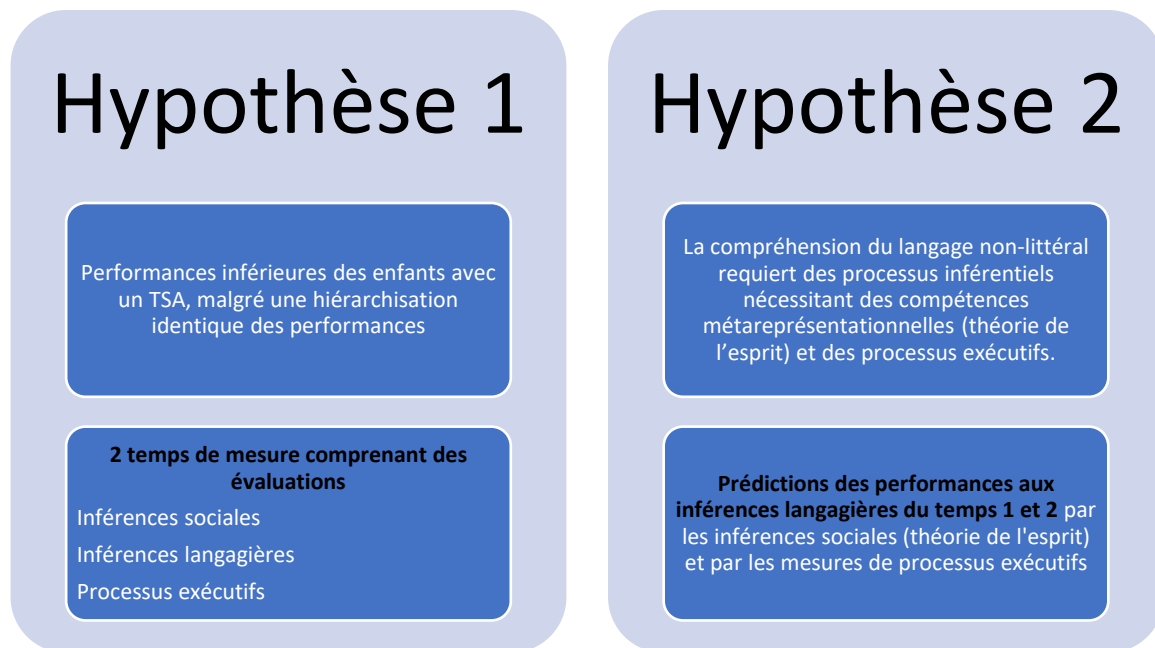 Hypothèse 1
Performances inférieures des enfants avec
un TSA, malgré une hiérarchisation
identique des performances
2 temps de mesure comprenant des
évaluations
Inférences sociales
Inférences langagières
Processus exécutifs
Hypothèse 2
La compréhension du langage non-littéral
requiert des processus inférentiels
nécessitant des compétences
métareprésentationnelles (théorie de
l’esprit) et des processus exécutifs.
Prédictions des performances aux
inférences langagières du temps 1 et 2 par
les inférences sociales (théorie de l'esprit)
et par les mesures de processus exécutifs